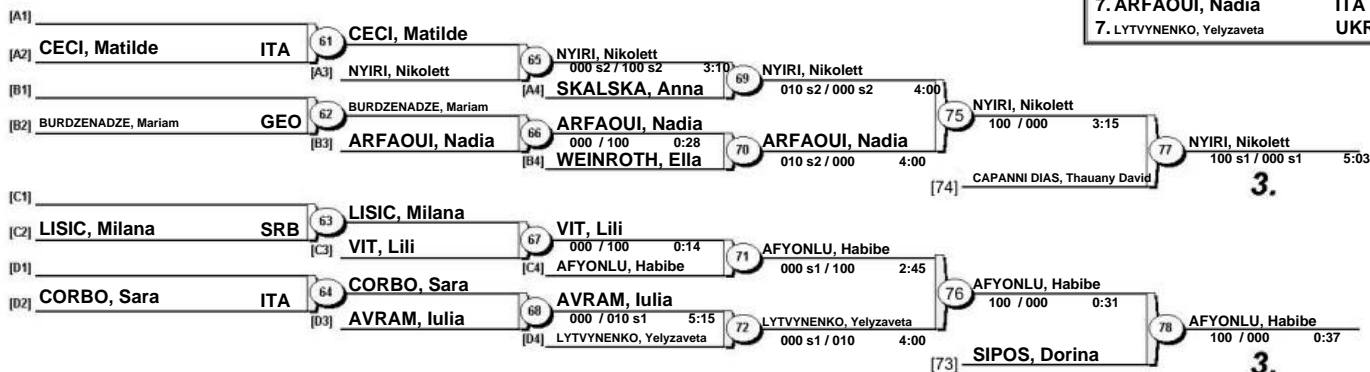 7. ARFAOUI, Nadia ITA
7. LYTVYNENKO, Yelyzaveta UKR
[A1]
[A2] CECI, Matilde ITA
61
CECI, Matilde
[A3] NYIRI, Nikolett
65
NYIRI, Nikolett
000 s2 / 100 s2 3:10
[A4] SKALSKA, Anna
69
NYIRI, Nikolett
010 s2 / 000 s2 4:00
[B1]
[B2] BURDZENADZE, Mariam GEO
62
BURDZENADZE, Mariam
[B3] ARFAOUI, Nadia
66
ARFAOUI, Nadia
000 / 100 0:28
[B4] WEINROTH, Ella
70
ARFAOUI, Nadia
010 s2 / 000 4:00
75
NYIRI, Nikolett
100 / 000 3:15
[74] CAPANNI DIAS, Thauany David
77
NYIRI, Nikolett
100 s1 / 000 s1 5:03
3.
[C1]
[C2] LISIC, Milana SRB
63
LISIC, Milana
[C3] VIT, Lili
67
VIT, Lili
000 / 100 0:14
[C4] AFYONLU, Habibe
71
AFYONLU, Habibe
000 s1 / 100 2:45
[D1]
[D2] CORBO, Sara ITA
64
CORBO, Sara
[D3] AVRAM, Iulia
68
AVRAM, Iulia
000 / 010 s1 5:15
[D4] LYTVYNENKO, Yelyzaveta
72
LYTVYNENKO, Yelyzaveta
000 s1 / 010 4:00
76
AFYONLU, Habibe
100 / 000 0:31
[73] SIPOS, Dorina
78
AFYONLU, Habibe
100 / 000 0:37
3.